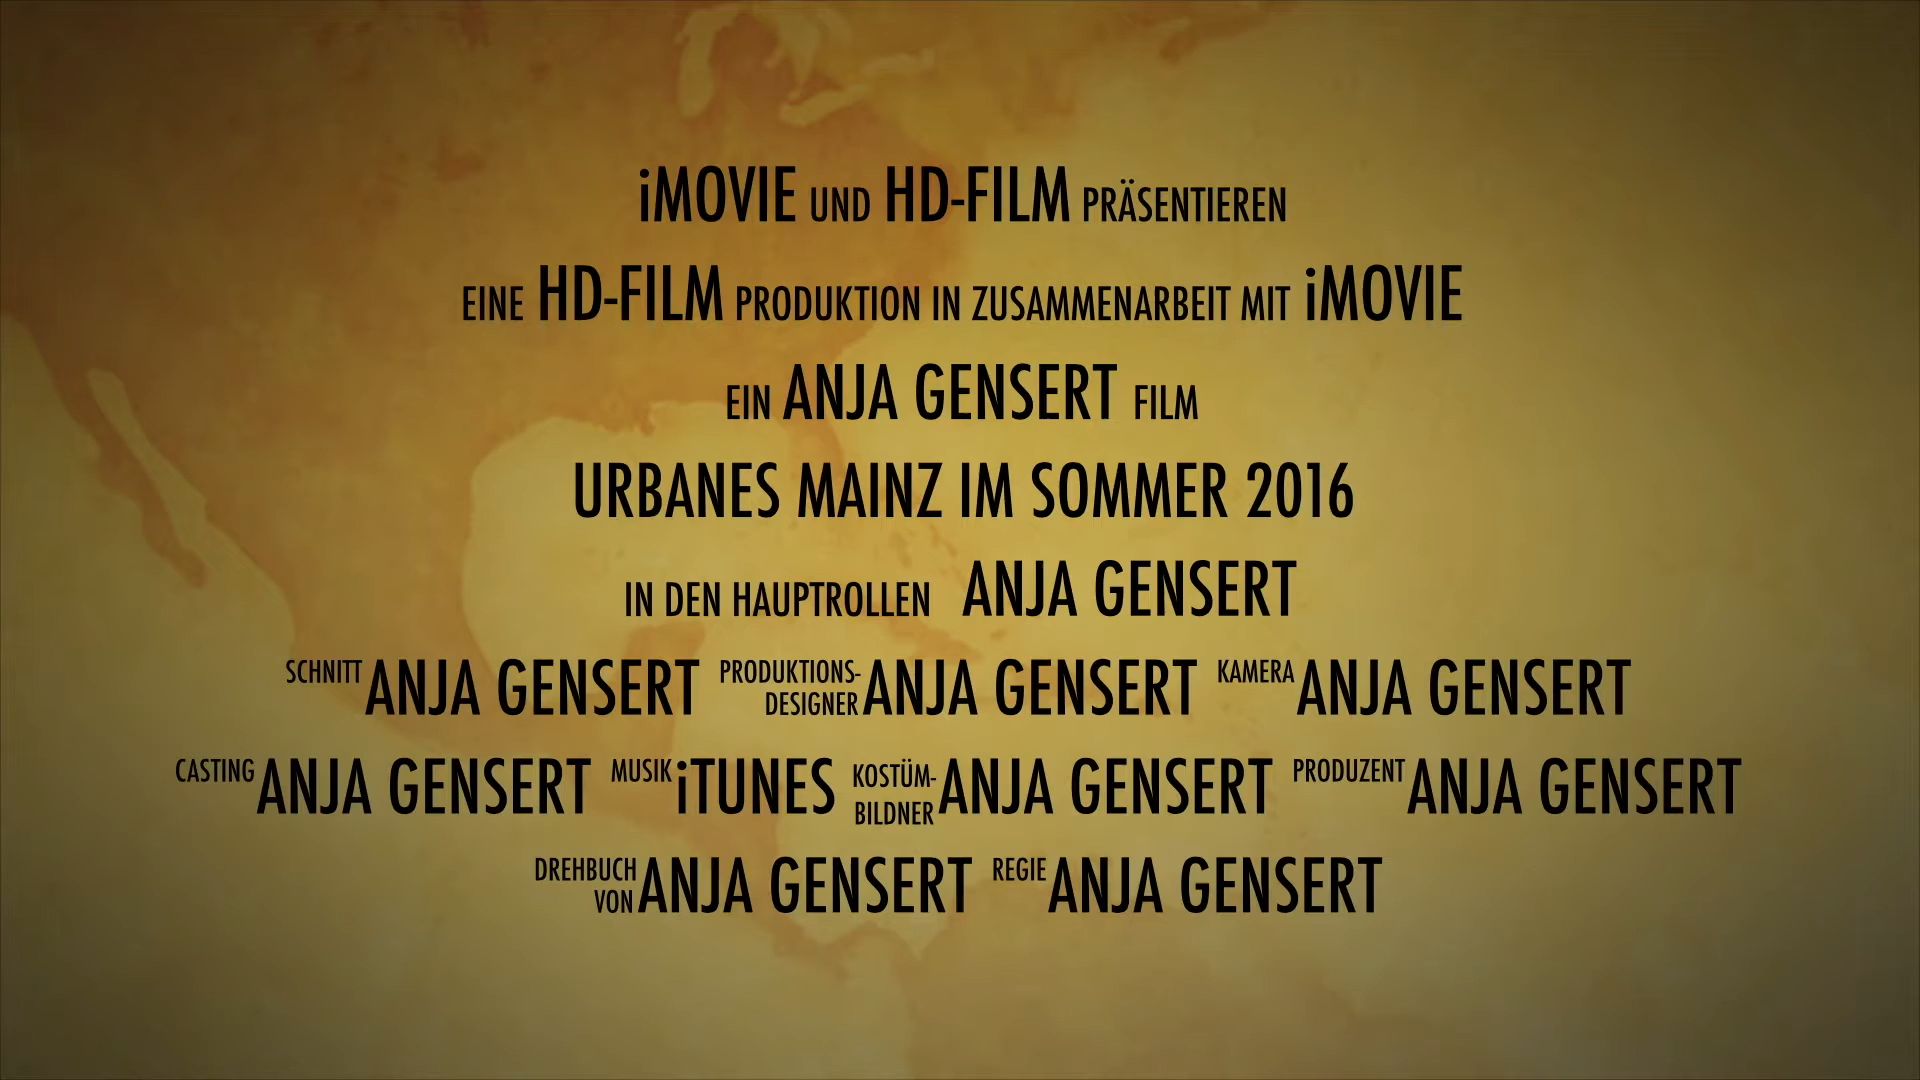 iMOVIE UND HD-FILM PRÄSENTIEREN
EINE HD-FILM PRODUKTION IN ZUSAMMENARBEIT MIT iMOVIE
EIN ANJA GENSERT FILM
URBANES MAINZ IM SOMMER 2016
IN DEN HAUPTROLLEN ANJA GENSERT
SCHNITT ANJA GENSERT PRODUKTIONS-DESIGNER ANJA GENSERT KAMERA ANJA GENSERT
CASTING ANJA GENSERT MUSIK iTUNES KOSTÜM-BILDNER ANJA GENSERT PRODUZENT ANJA GENSERT
DREHBUCH VON ANJA GENSERT REGIE ANJA GENSERT